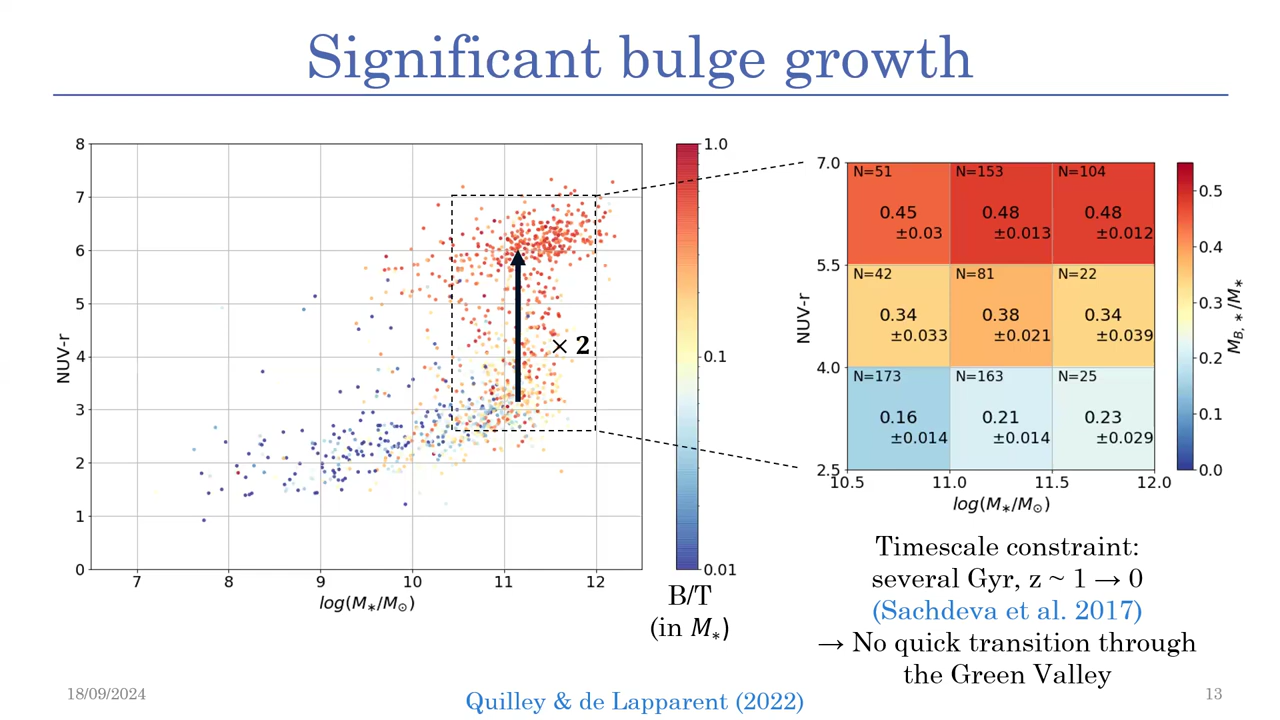 Significant bulge growth
8
7
6
5
4
3
2
1
0
NUV-r
7
8
9
10
11
12
log(M∗/M⊙)
× 2
1.0
0.1
0.01
B/T
(in M∗)
7.0
5.5
4.0
2.5
NUV-r
N=51
N=153
N=104
0.45
0.48
0.48
±0.03
±0.013
±0.012
N=42
N=81
N=22
0.34
0.38
0.34
±0.033
±0.021
±0.039
N=173
N=163
N=25
0.16
0.21
0.23
±0.014
±0.014
±0.029
10.5
11.0
11.5
12.0
log(M∗/M⊙)
0.5
0.4
0.3
0.2
0.1
0.0
M_B,∗/M∗
Timescale constraint:
several Gyr, z ~ 1 → 0
(Sachdeva et al. 2017)
→ No quick transition through
the Green Valley
18/09/2024
Quilley & de Lapparent (2022)
13